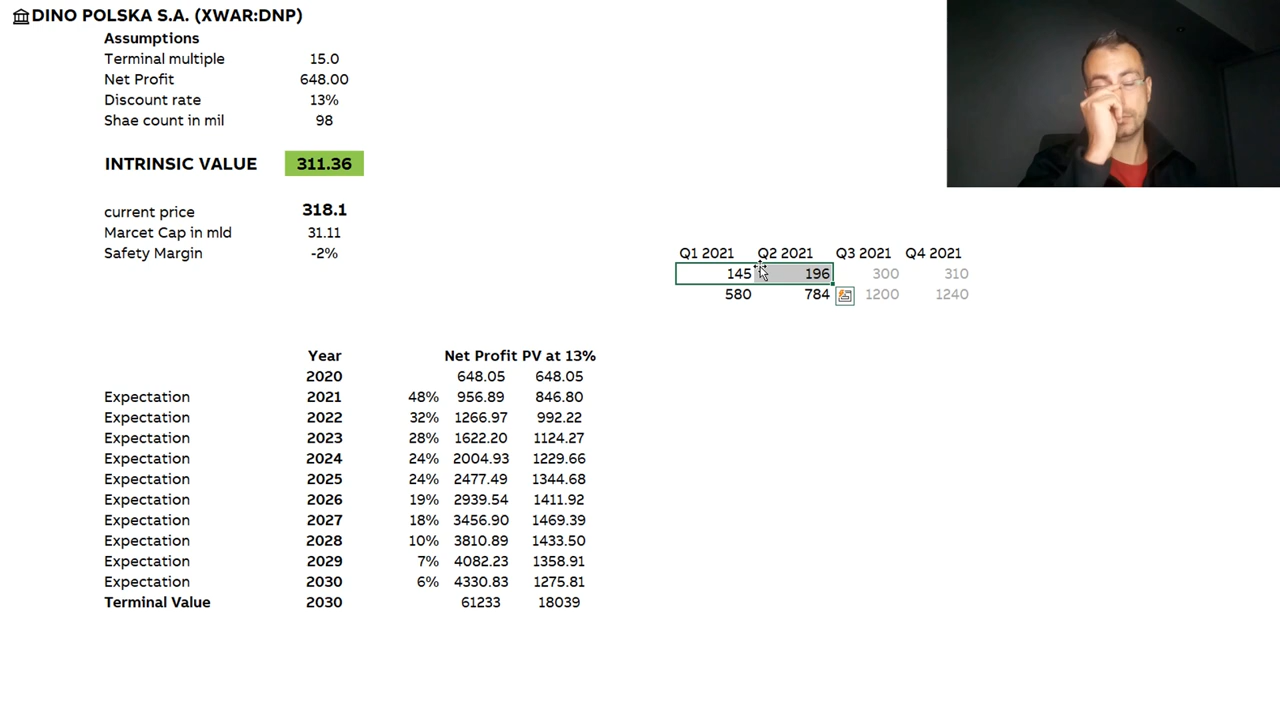 DINO POLSKA S.A. (XWAR:DNP)
Assumptions
Terminal multiple 15.0
Net Profit 648.00
Discount rate 13%
Shae count in mil 98
INTRINSIC VALUE 311.36
current price 318.1
Marcet Cap in mld 31.11
Safety Margin -2%
Q1 2021 Q2 2021 Q3 2021 Q4 2021
145 196 300 310
580 784 1200 1240
Year Net Profit PV at 13%
2020 648.05 648.05
Expectation 2021 48% 956.89 846.80
Expectation 2022 32% 1266.97 992.22
Expectation 2023 28% 1622.20 1124.27
Expectation 2024 24% 2004.93 1229.66
Expectation 2025 24% 2477.49 1344.68
Expectation 2026 19% 2939.54 1411.92
Expectation 2027 18% 3456.90 1469.39
Expectation 2028 10% 3810.89 1433.50
Expectation 2029 7% 4082.23 1358.91
Expectation 2030 6% 4330.83 1275.81
Terminal Value 2030 61233 18039